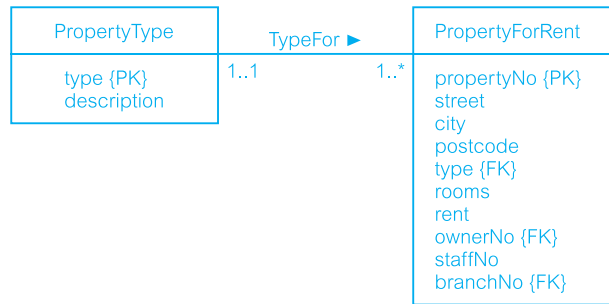 PropertyType
type {PK}
description
TypeFor ►
1..1
1..*
PropertyForRent
propertyNo {PK}
street
city
postcode
type {FK}
rooms
rent
ownerNo {FK}
staffNo
branchNo {FK}